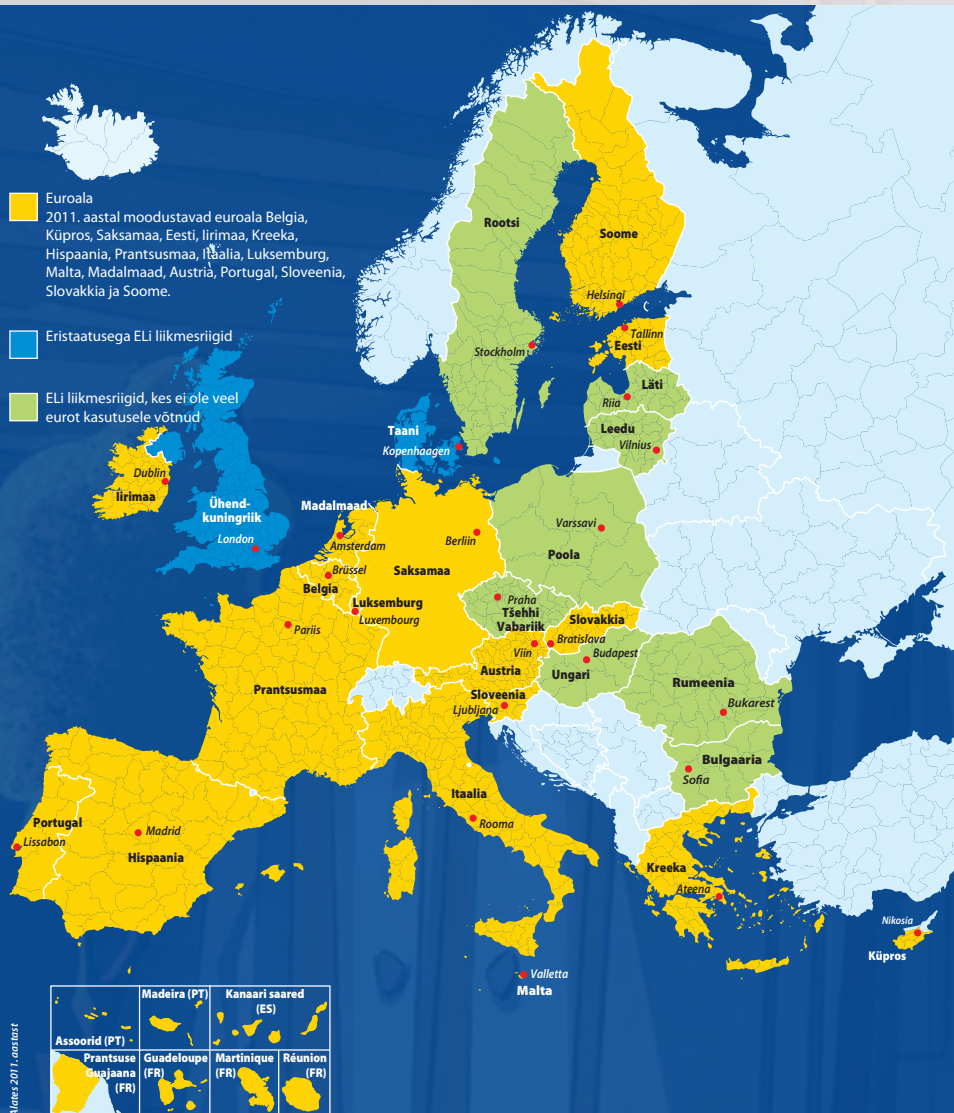 Euroala
2011. aastal moodustavad euroala Belgia,
Küpros, Saksamaa, Eesti, Iirimaa, Kreeka,
Hispaania, Prantsusmaa, Itaalia, Luksemburg,
Malta, Madalmaad, Austria, Portugal, Sloveenia,
Slovakkia ja Soome.
Eristaatusega ELi liikmesriigid
ELi liikmesriigid, kes ei ole veel
eurot kasutusele võtnud
Rootsi
Soome
Helsingi
Tallinn
Eesti
Stockholm
Läti
Riia
Leedu
Vilnius
Taani
Kopenhaagen
Dublin
Iirimaa
Ühend-
kuningriik
London
Madalmaad
Amsterdam
Berliin
Saksamaa
Varssavi
Poola
Brüssel
Belgia
Luksemburg
Luxembourg
Praha
Tšehhi
Vabariik
Slovakkia
Bratislava
Pariis
Viin
Budapest
Austria
Ungari
Prantsusmaa
Sloveenia
Ljubljana
Rumeenia
Bukarest
Bulgaaria
Sofia
Itaalia
Rooma
Portugal
Lissabon
Madrid
Hispaania
Kreeka
Ateena
Nikosia
Küpros
Valletta
Malta
Assoorid (PT)
Madeira (PT)
Kanaari saared
(ES)
Prantsuse
Guajaana
(FR)
Guadeloupe
(FR)
Martinique
(FR)
Réunion
(FR)
Alates 2011. aastast